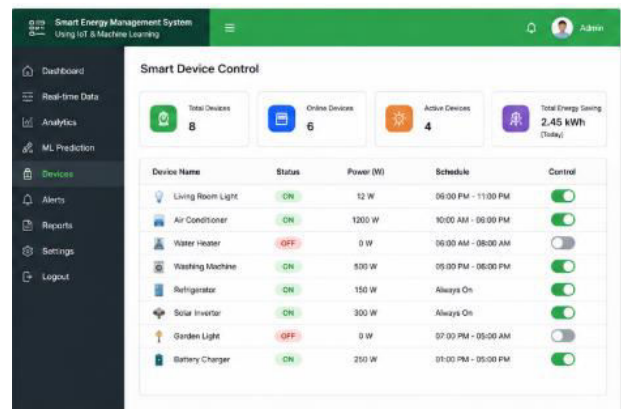 Smart Energy Management System
Using IoT & Machine Learning
Admin
Dashboard
Real-time Data
Analytics
ML Prediction
Devices
Alerts
Reports
Settings
Logout
Smart Device Control
Total Devices
8
Online Devices
6
Active Devices
4
Total Energy Saving
2.45 kWh
(Today)
Device Name Status Power (W) Schedule Control
Living Room Light ON 12 W 06:00 PM - 11:00 PM
Air Conditioner ON 1200 W 10:00 AM - 06:00 PM
Water Heater OFF 0 W 06:00 AM - 08:00 AM
Washing Machine ON 500 W 05:00 PM - 06:00 PM
Refrigerator ON 150 W Always On
Solar Inverter ON 300 W Always On
Garden Light OFF 0 W 07:00 PM - 05:00 AM
Battery Charger ON 250 W 01:00 PM - 05:00 PM